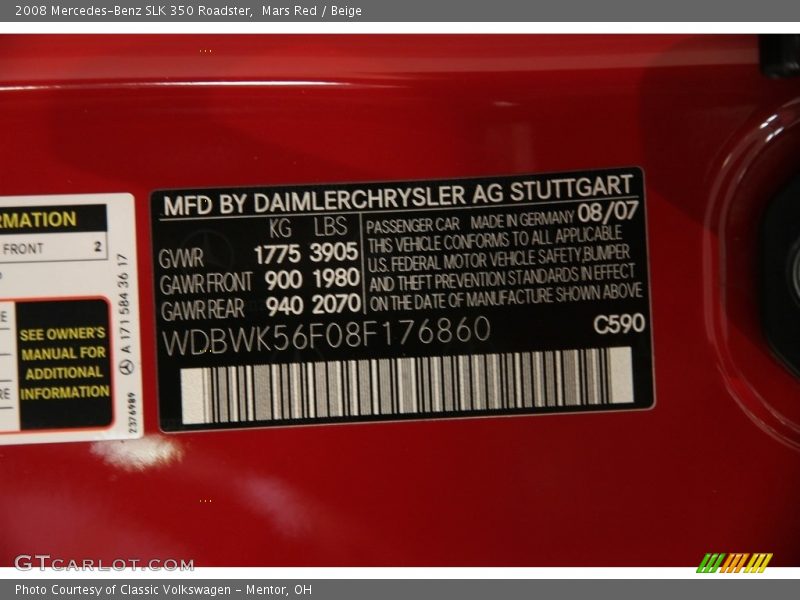 2008 Mercedes-Benz SLK 350 Roadster,  Mars Red / Beige
RMATION
FRONT 2
SEE OWNER'S
MANUAL FOR
ADDITIONAL
INFORMATION
A 171 584 36 17
2376989
MFD BY DAIMLERCHRYSLER AG STUTTGART
KG LBS
GVWR 1775 3905
GAWR FRONT 900 1980
GAWR REAR 940 2070
PASSENGER CAR MADE IN GERMANY 08/07
THIS VEHICLE CONFORMS TO ALL APPLICABLE
U.S. FEDERAL MOTOR VEHICLE SAFETY,BUMPER
AND THEFT PREVENTION STANDARDS IN EFFECT
ON THE DATE OF MANUFACTURE SHOWN ABOVE
WDBWK56F08F176860 C590
GTCARLOT.COM
Photo Courtesy of Classic Volkswagen - Mentor, OH